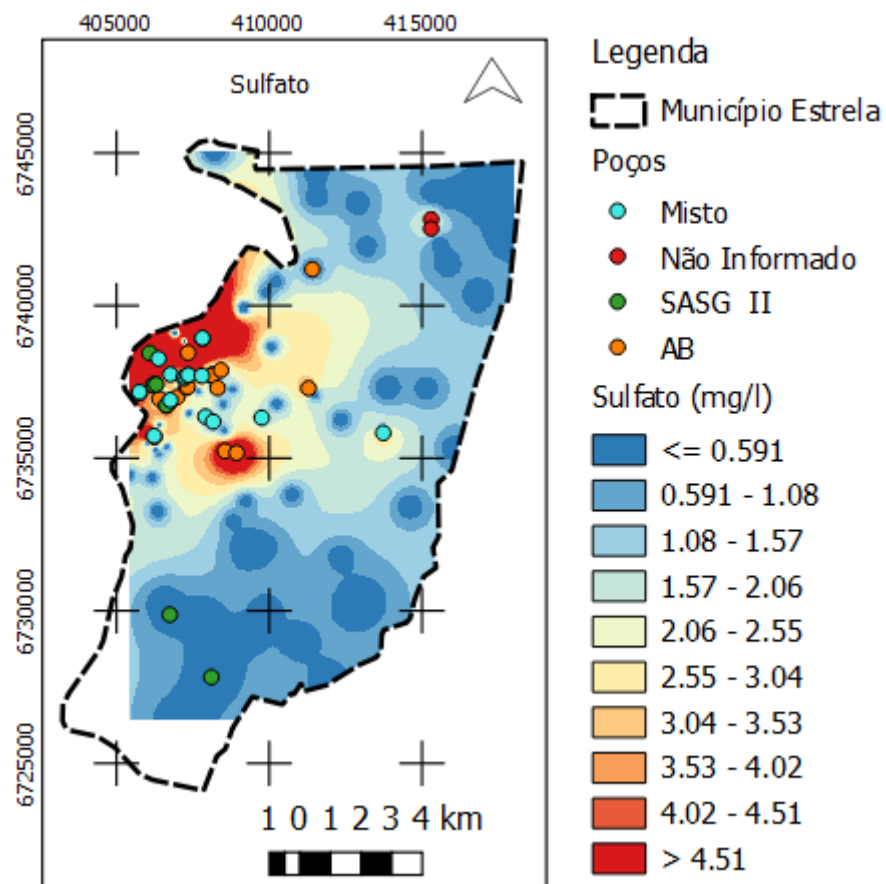 405000 410000 415000
Sulfato
6745000
6740000
6735000
6730000
6725000
1 0 1 2 3 4 km
Legenda
Município Estrela
Poços
Misto
Não Informado
SASG II
AB
Sulfato (mg/l)
<= 0.591
0.591 - 1.08
1.08 - 1.57
1.57 - 2.06
2.06 - 2.55
2.55 - 3.04
3.04 - 3.53
3.53 - 4.02
4.02 - 4.51
> 4.51